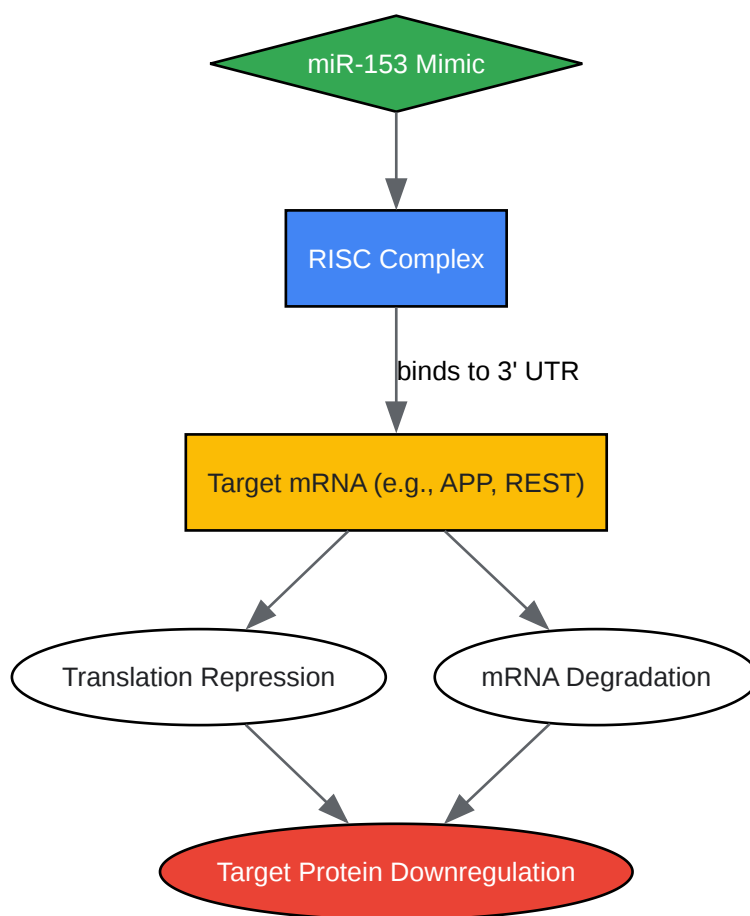 miR-153 Mimic
RISC Complex
binds to 3' UTR
Target mRNA (e.g., APP, REST)
Translation Repression
mRNA Degradation
Target Protein Downregulation